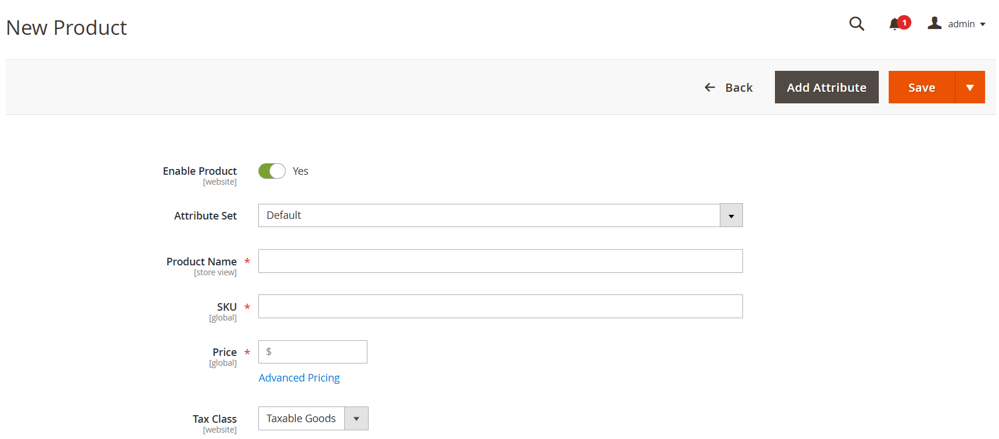 New Product
1
admin
Back
Add Attribute
Save
Enable Product
[website]
Yes
Attribute Set
Default
Product Name *
[store view]
SKU *
[global]
Price *
[global]
$
Advanced Pricing
Tax Class
[website]
Taxable Goods